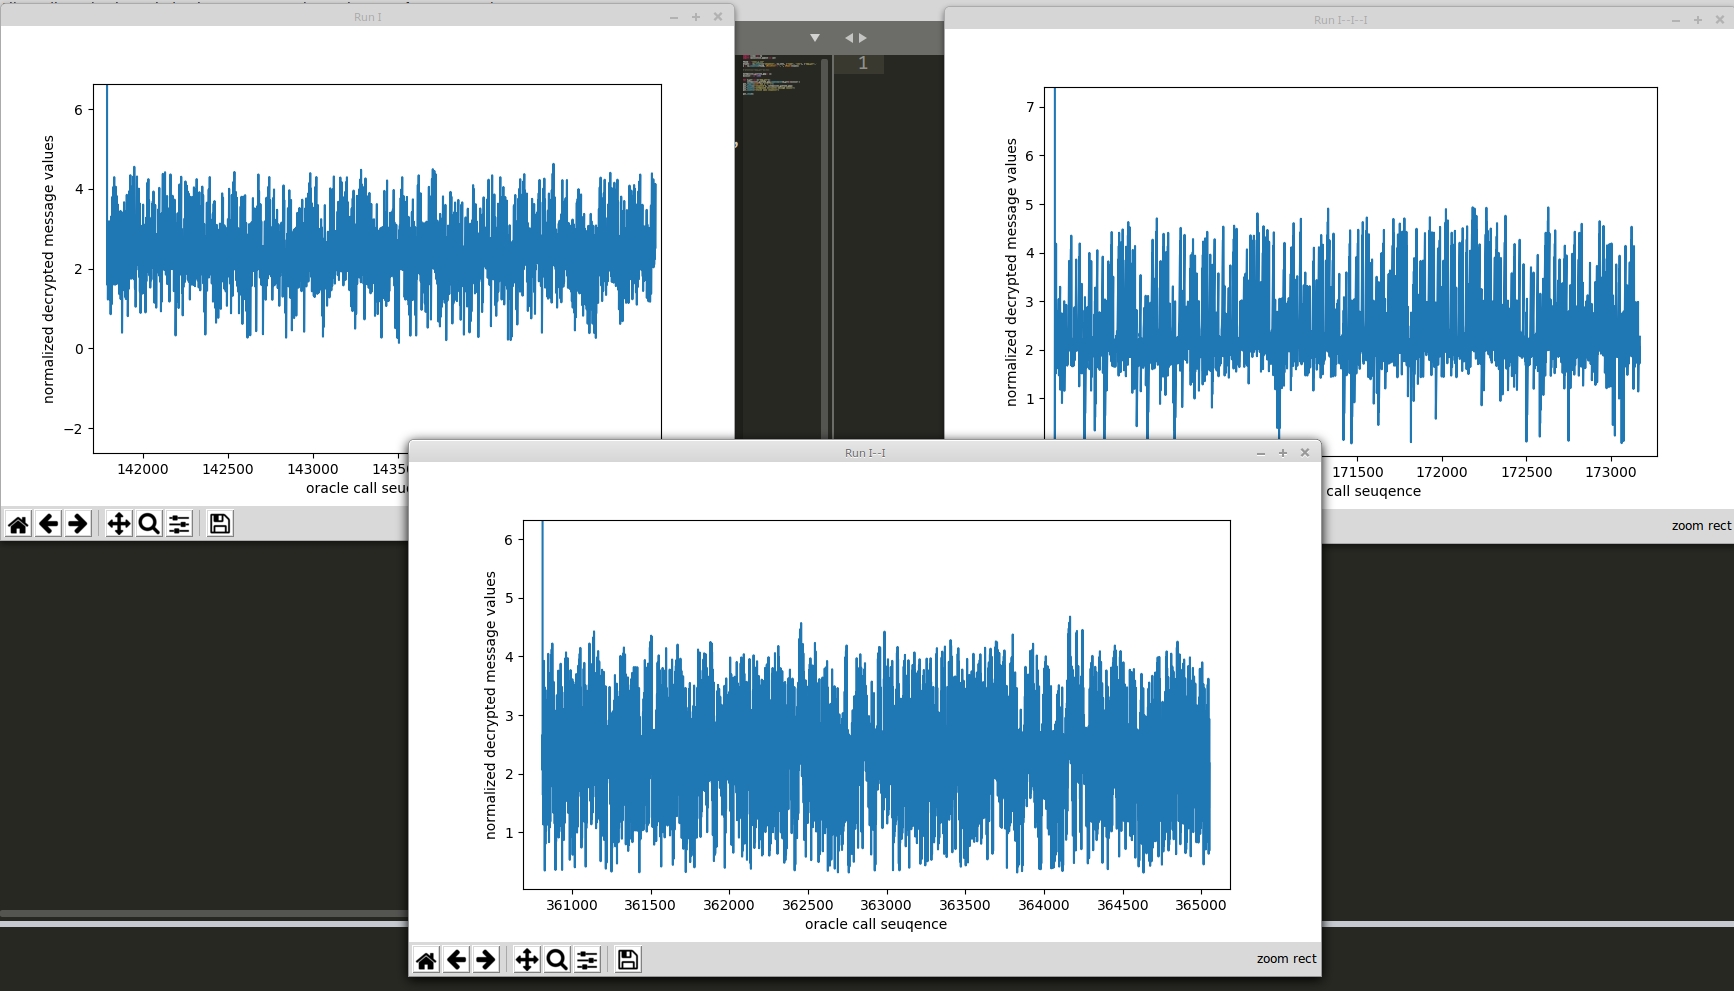 Run I
normalized decrypted message values
6
4
2
0
−2
142000 142500 143000 1435
oracle call seuq
1
Run I--I--I
normalized decrypted message values
7
6
5
4
3
2
1
171500 172000 172500 173000
call seuqence
zoom rect
Run I--I
normalized decrypted message values
6
5
4
3
2
1
361000 361500 362000 362500 363000 363500 364000 364500 365000
oracle call seuqence
zoom rect